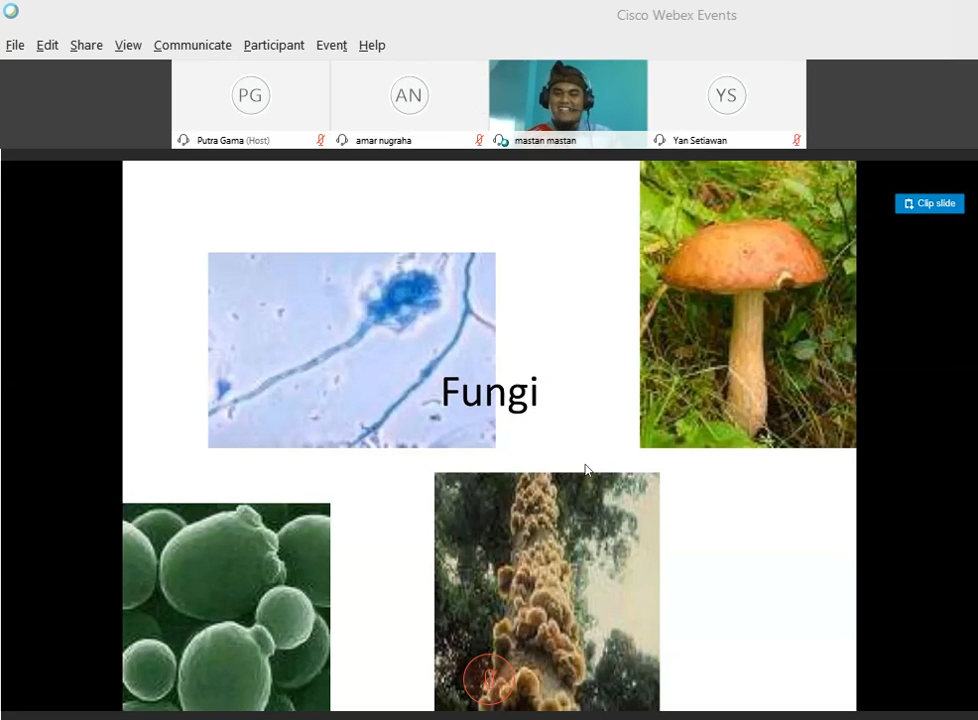 Cisco Webex Events
File Edit Share View Communicate Participant Event Help
PG AN YS
Putra Gama (Host) amar nugraha mastan mastan Yan Setiawan
Clip slide
Fungi